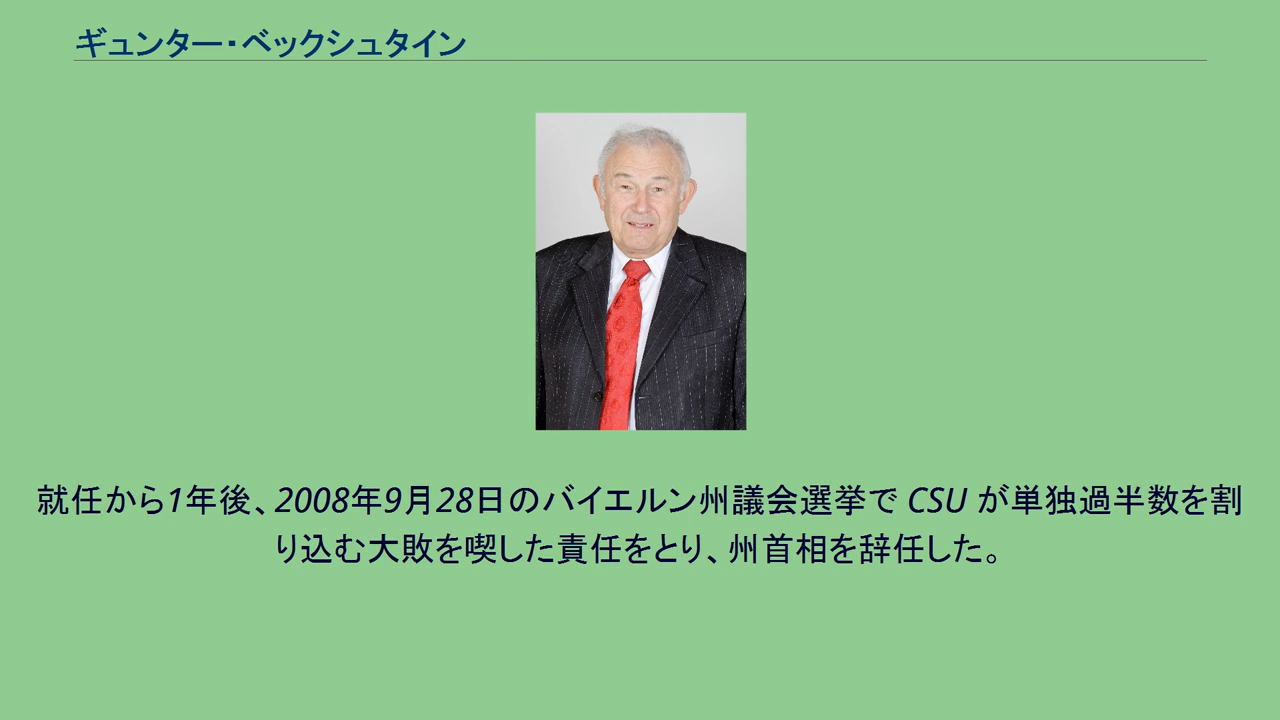 ギュンター・ベックシュタイン
就任から1年後、2008年9月28日のバイエルン州議会選挙で CSU が単独過半数を割
り込む大敗を喫した責任をとり、州首相を辞任した。